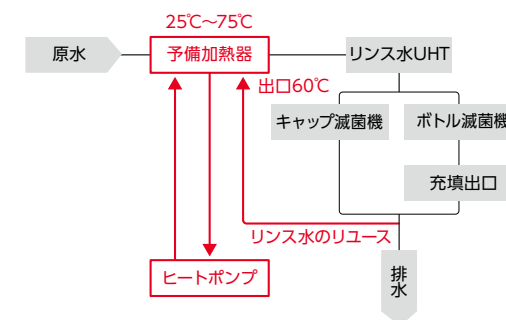 25℃～75℃
原水
予備加熱器
リンス水UHT
出口60℃
キャップ滅菌機
ボトル滅菌機
充填出口
リンス水のリユース
ヒートポンプ
排水